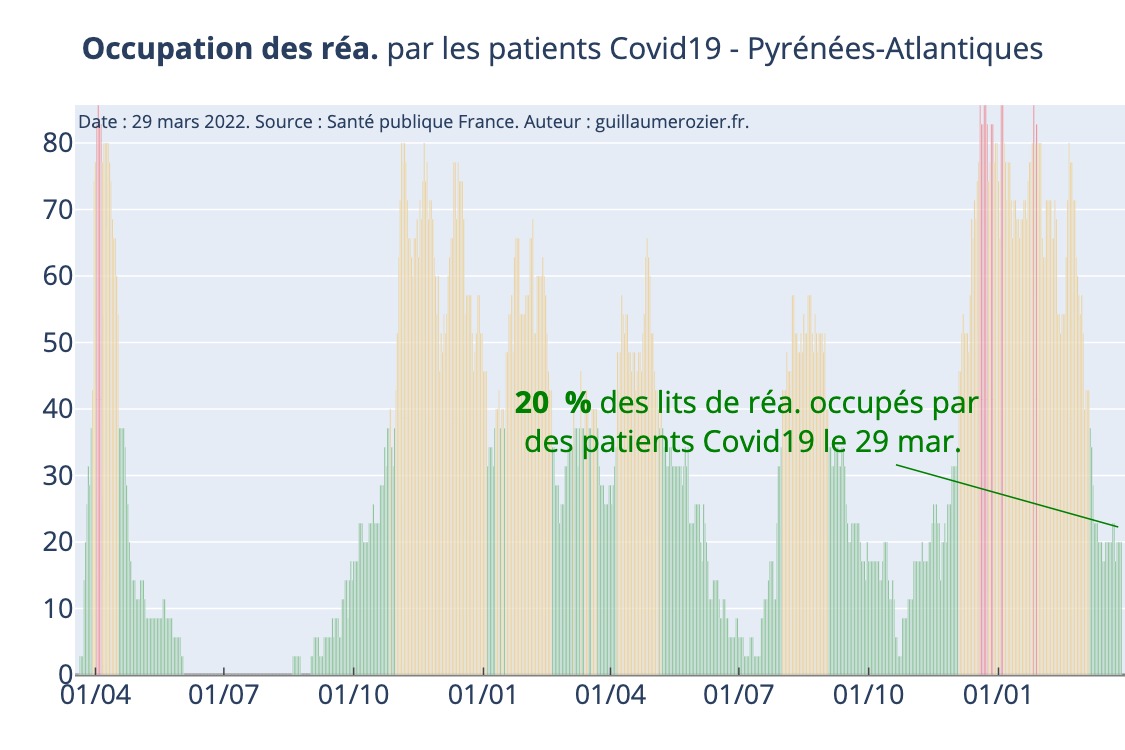 Occupation des réa. par les patients Covid19 - Pyrénées-Atlantiques
Date : 29 mars 2022. Source : Santé publique France. Auteur : guillaumerozier.fr.
80
70
60
50
40
30
20
10
0
20  % des lits de réa. occupés par
des patients Covid19 le 29 mar.
01/04 01/07 01/10 01/01 01/04 01/07 01/10 01/01